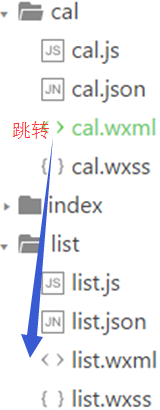 cal
JS cal.js
JN cal.json
跳转 <> cal.wxml
{ } cal.wxss
index
list
JS list.js
JN list.json
<> list.wxml
{ } list.wxss